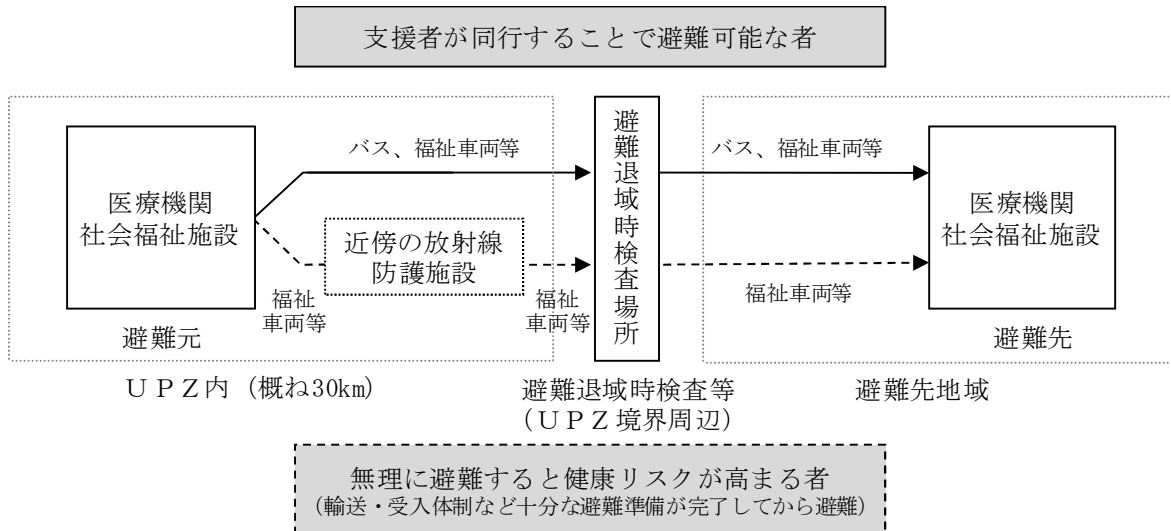 支援者が同行することで避難可能な者
医療機関
社会福祉施設
避難元
バス、福祉車両等
近傍の放射線
防護施設
福祉
車両等
福祉
車両等
避難退域時検査場所
バス、福祉車両等
福祉車両等
医療機関
社会福祉施設
避難先
ＵＰＺ内（概ね30km）
避難退域時検査等
（ＵＰＺ境界周辺）
避難先地域
無理に避難すると健康リスクが高まる者
（輸送・受入体制など十分な避難準備が完了してから避難）